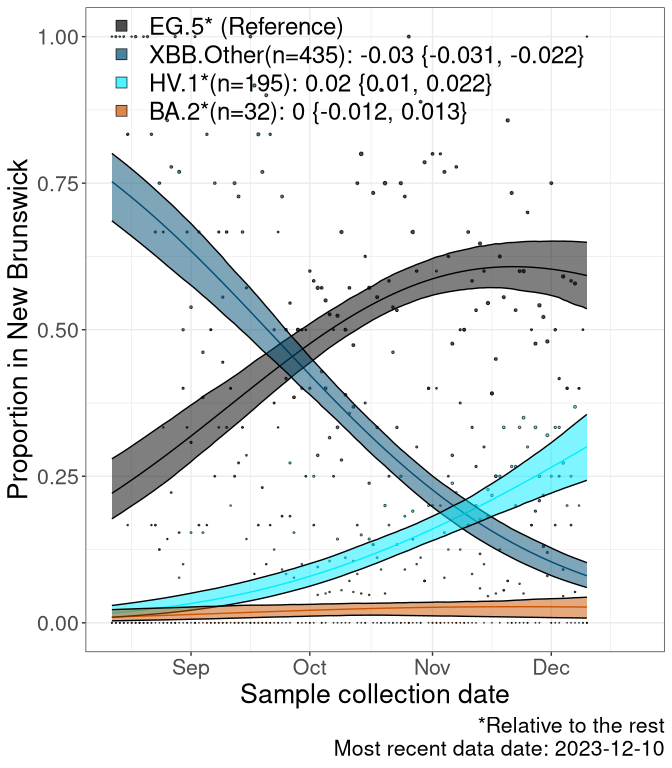 EG.5* (Reference)
XBB.Other(n=435): -0.03 {-0.031, -0.022}
HV.1*(n=195): 0.02 {0.01, 0.022}
BA.2*(n=32): 0 {-0.012, 0.013}
1.00
0.75
0.50
0.25
0.00
Proportion in New Brunswick
Sep Oct Nov Dec
Sample collection date
*Relative to the rest
Most recent data date: 2023-12-10